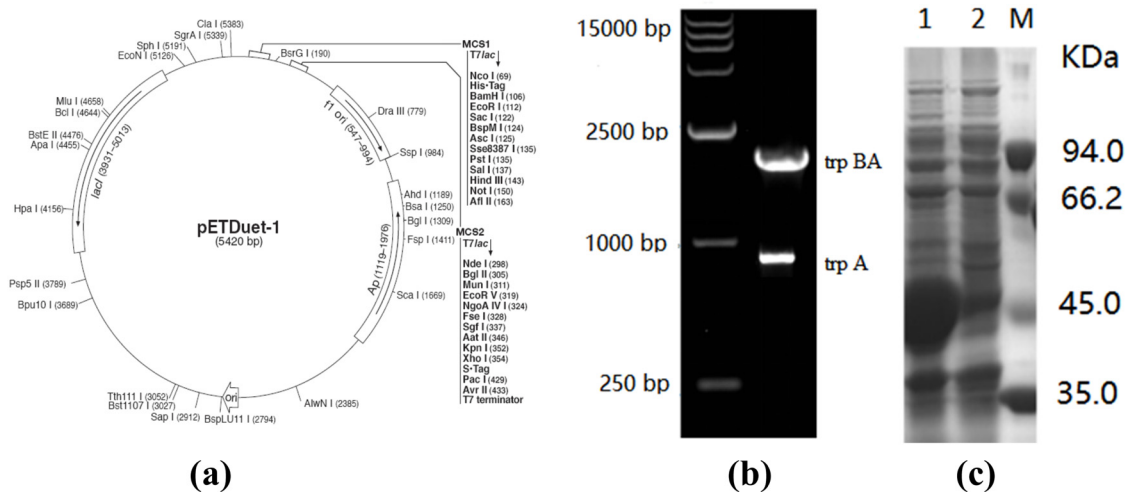 Cla I (5383)
SgrA I (5339)
Sph I (5191)
EcoN I (5126)
Mlu I (4658)
Bcl I (4644)
BstE II (4476)
Apa I (4455)
Hpa I (4156)
Psp5 II (3789)
Bpu10 I (3689)
Tth111 I (3052)
Bst1107 I (3027)
Sap I (2912)
BspLU11 I (2794)
AlwN I (2385)
BsrG I (190)
Dra III (779)
Ssp I (984)
Ahd I (1189)
Bsa I (1250)
Bgl I (1309)
Fsp I (1411)
Sca I (1669)
lacI (3931–5013)
f1 ori (547–994)
Ap (1119–1976)
ori
pETDuet-1
(5420 bp)
MCS1
T7lac
Nco I (69)
His•Tag
BamH I (106)
EcoR I (112)
Sac I (122)
BspM I (124)
Asc I (125)
Sse8387 I (135)
Pst I (135)
Sal I (137)
Hind III (143)
Not I (150)
Afl II (163)
MCS2
T7lac
Nde I (298)
Bgl II (305)
Mun I (311)
EcoR V (319)
NgoA IV I (324)
Fse I (328)
Sgf I (337)
Aat II (346)
Kpn I (352)
Xho I (354)
S•Tag
Pac I (429)
Avr II (433)
T7 terminator
(a)
15000 bp
2500 bp
1000 bp
250 bp
trp BA
trp A
(b)
1 2 M
KDa
94.0
66.2
45.0
35.0
(c)